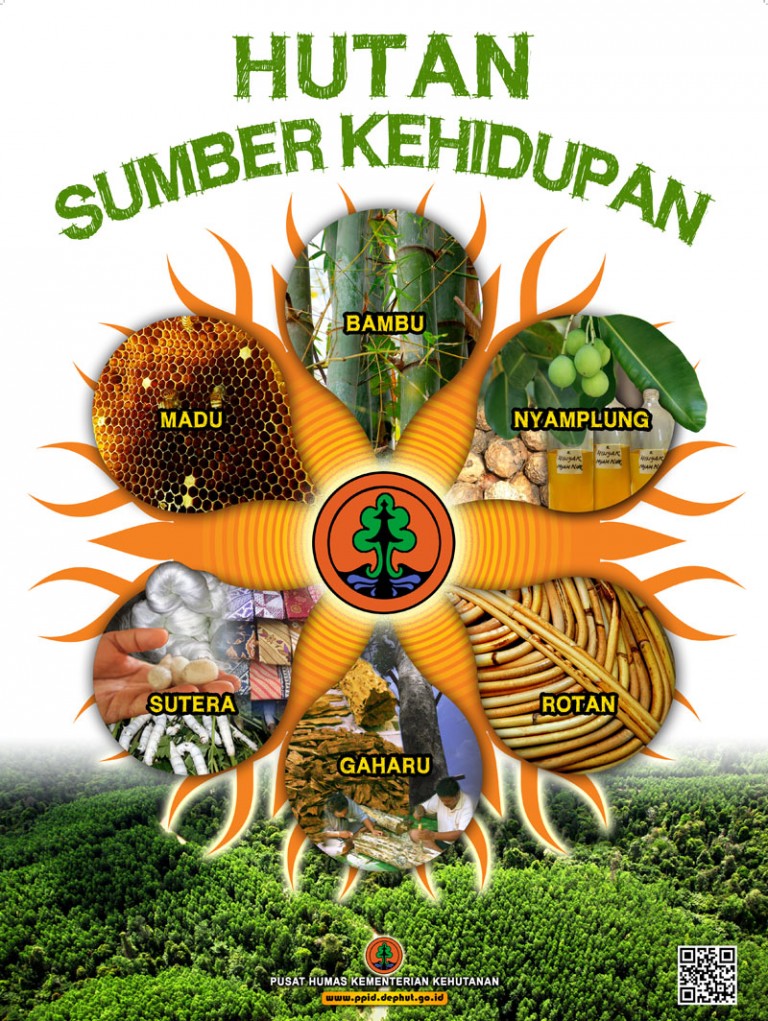 HUTAN
SUMBER KEHIDUPAN
BAMBU
MADU
NYAMPLUNG
SUTERA
ROTAN
GAHARU
PUSAT HUMAS KEMENTERIAN KEHUTANAN
www.ppid.dephut.go.id